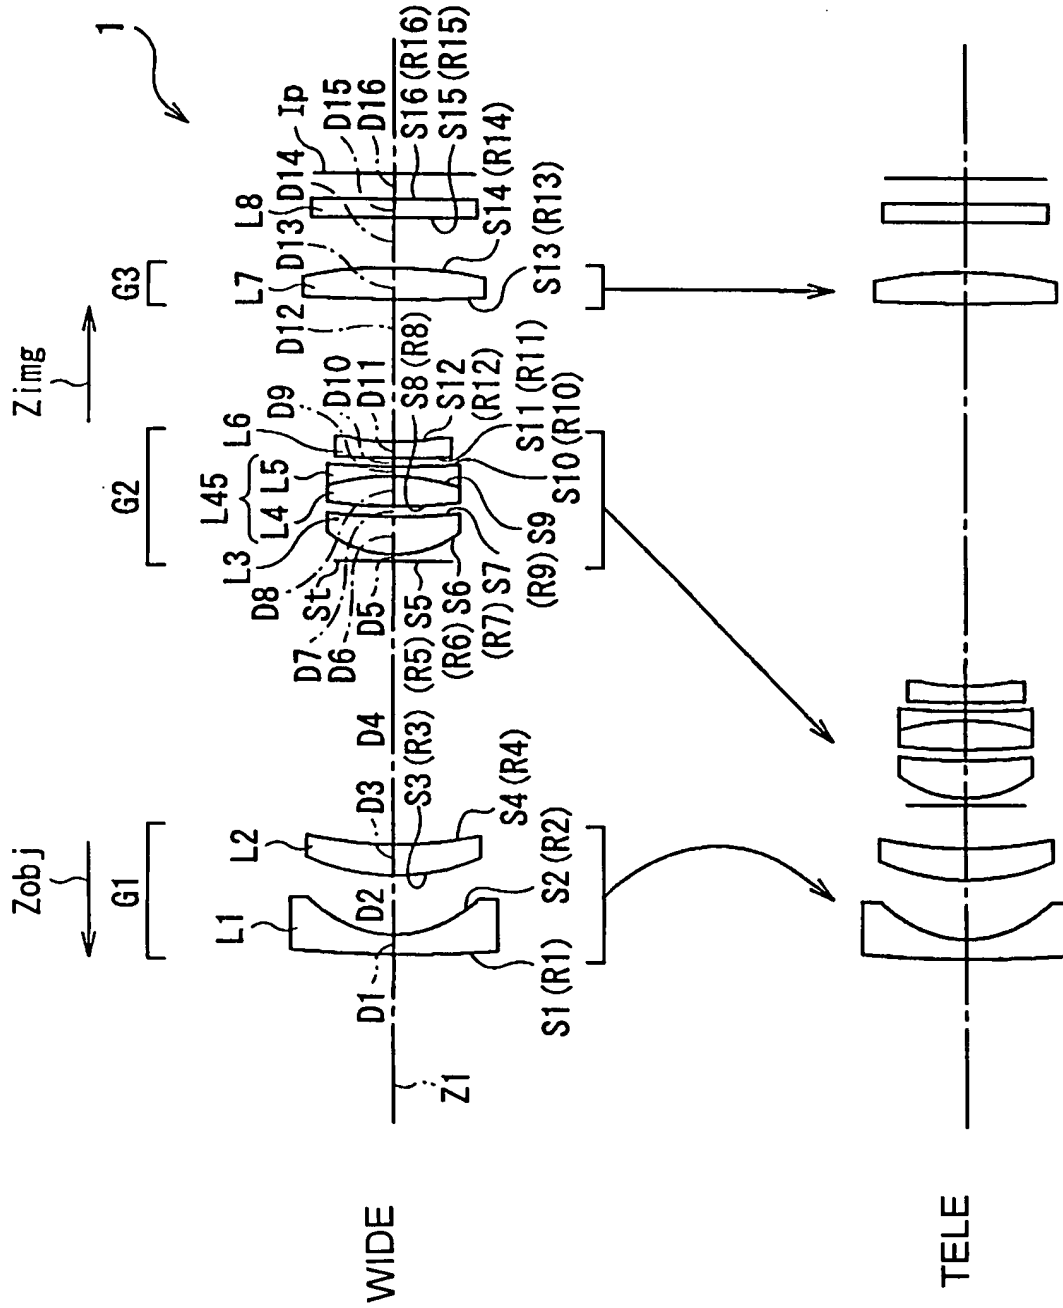 1
Zobj
Zimg
G1
G2
G3
L1
L2
L3
L45
L4 L5
L6
L7
L8
D8
St
D7
D6
D5
D9
D10
D11
D12
D13
D14
Ip
D15
D16
D1
D2
D3
D4
Z1
S1 (R1)
S2 (R2)
S3 (R3)
S4 (R4)
(R5) S5
(R6) S6
(R7) S7
S8 (R8)
(R9) S9
S10 (R10)
S11 (R11)
S12
(R12)
S13 (R13)
S14 (R14)
S15 (R15)
S16 (R16)
WIDE
TELE